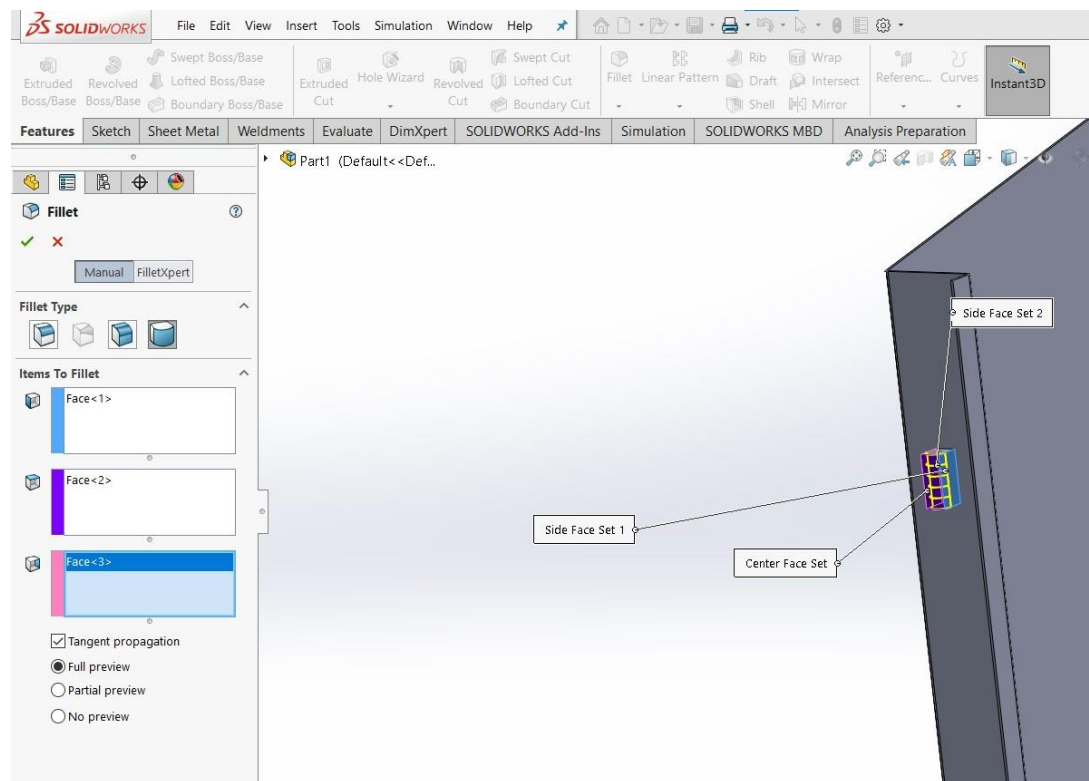 SOLIDWORKS File Edit View Insert Tools Simulation Window Help
Extruded Boss/Base
Revolved Boss/Base
Swept Boss/Base
Lofted Boss/Base
Boundary Boss/Base
Extruded Cut
Hole Wizard
Revolved Cut
Swept Cut
Lofted Cut
Boundary Cut
Fillet
Linear Pattern
Rib
Draft
Shell
Wrap
Intersect
Mirror
Referenc...
Curves
Instant3D
Features Sketch Sheet Metal Weldments Evaluate DimXpert SOLIDWORKS Add-Ins Simulation SOLIDWORKS MBD Analysis Preparation
Part1 (Default<<Def...
Fillet
Manual FilletXpert
Fillet Type
Items To Fillet
Face<1>
Face<2>
Face<3>
Tangent propagation
Full preview
Partial preview
No preview
Side Face Set 2
Side Face Set 1
Center Face Set